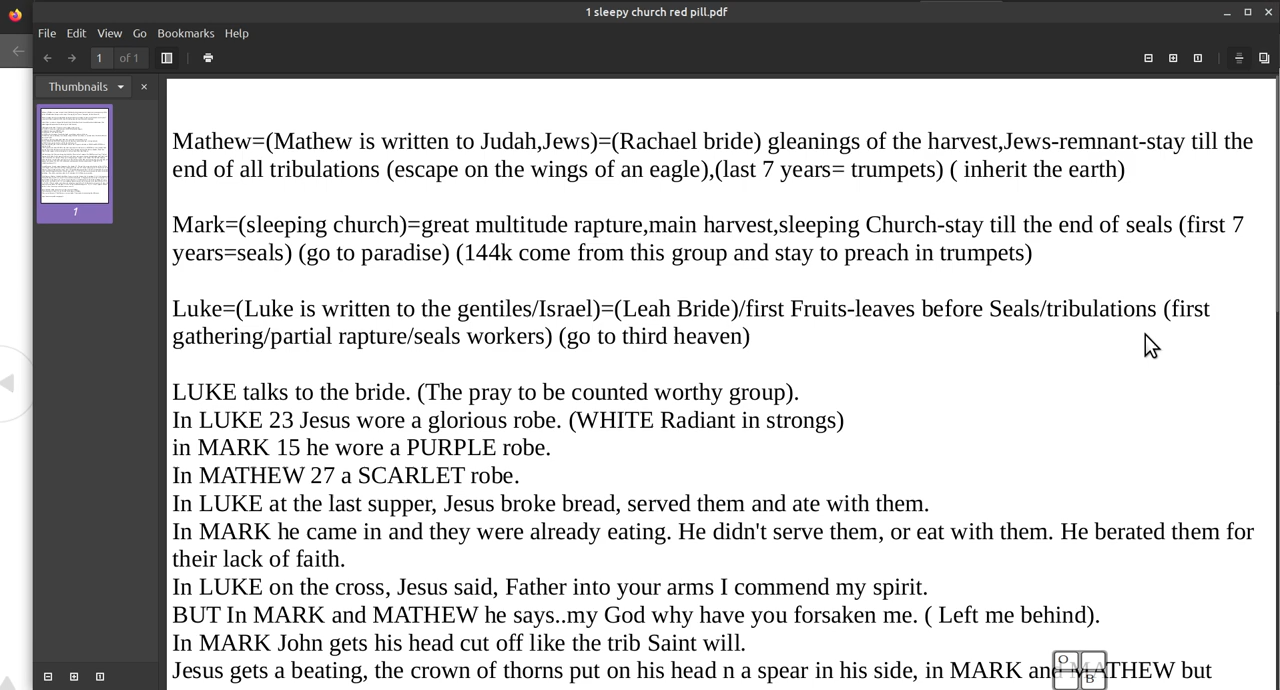 1 sleepy church red pill.pdf
File Edit View Go Bookmarks Help
1 of 1
Thumbnails
1
Mathew=(Mathew is written to Judah,Jews)=(Rachael bride) gleanings of the harvest,Jews-remnant-stay till the
end of all tribulations (escape on the wings of an eagle),(last 7 years= trumpets) ( inherit the earth)
Mark=(sleeping church)=great multitude rapture,main harvest,sleeping Church-stay till the end of seals (first 7
years=seals) (go to paradise) (144k come from this group and stay to preach in trumpets)
Luke=(Luke is written to the gentiles/Israel)=(Leah Bride)/first Fruits-leaves before Seals/tribulations (first
gathering/partial rapture/seals workers) (go to third heaven)
LUKE talks to the bride. (The pray to be counted worthy group).
In LUKE 23 Jesus wore a glorious robe. (WHITE Radiant in strongs)
in MARK 15 he wore a PURPLE robe.
In MATHEW 27 a SCARLET robe.
In LUKE at the last supper, Jesus broke bread, served them and ate with them.
In MARK he came in and they were already eating. He didn't serve them, or eat with them. He berated them for
their lack of faith.
In LUKE on the cross, Jesus said, Father into your arms I commend my spirit.
BUT In MARK and MATHEW he says..my God why have you forsaken me. ( Left me behind).
In MARK John gets his head cut off like the trib Saint will.
Jesus gets a beating, the crown of thorns put on his head n a spear in his side, in MARK and MATHEW but
O
B